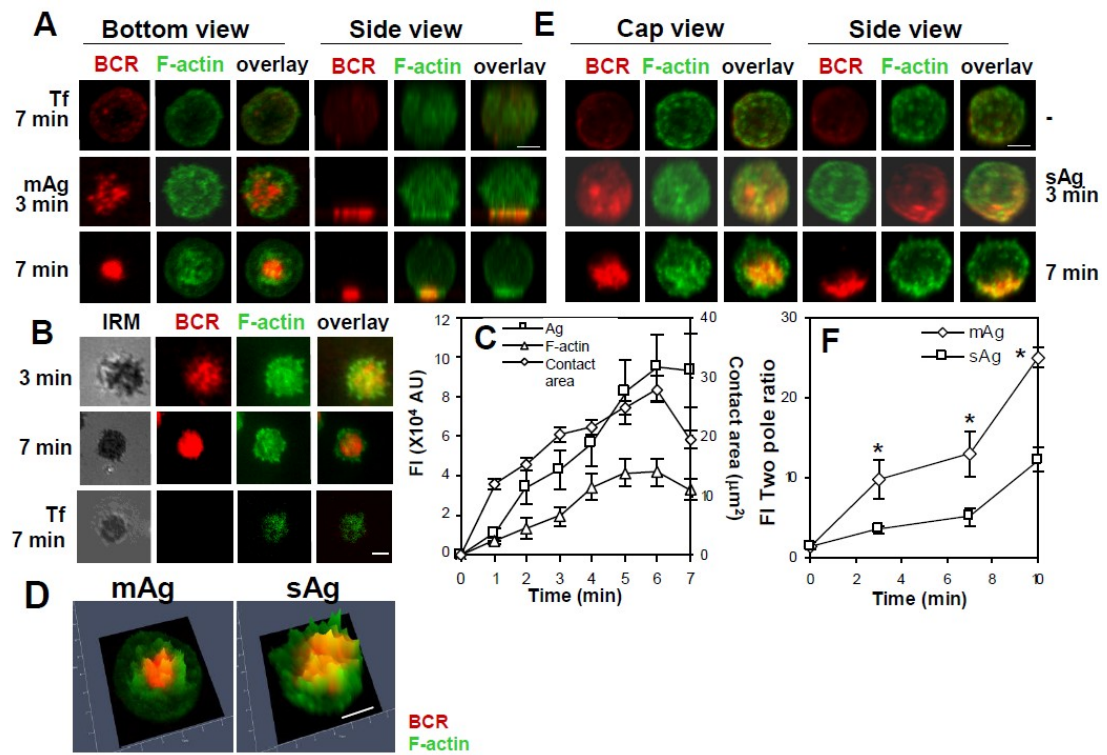 A
Bottom view
Side view
BCR F-actin overlay BCR F-actin overlay
Tf
7 min
mAg
3 min
7 min
E
Cap view
Side view
BCR F-actin overlay BCR F-actin overlay
-
sAg
3 min
7 min
B
IRM BCR F-actin overlay
3 min
7 min
Tf
7 min
C
Ag
F-actin
Contact
area
FI (X10⁴ AU)
12
10
8
6
4
2
0
40
30
20
10
0
Contact area (µm²)
0 1 2 3 4 5 6 7
Time (min)
F
mAg
sAg
FI Two pole ratio
30
20
10
0
* * *
0 2 4 6 8 10
Time (min)
D
mAg
sAg
BCR
F-actin